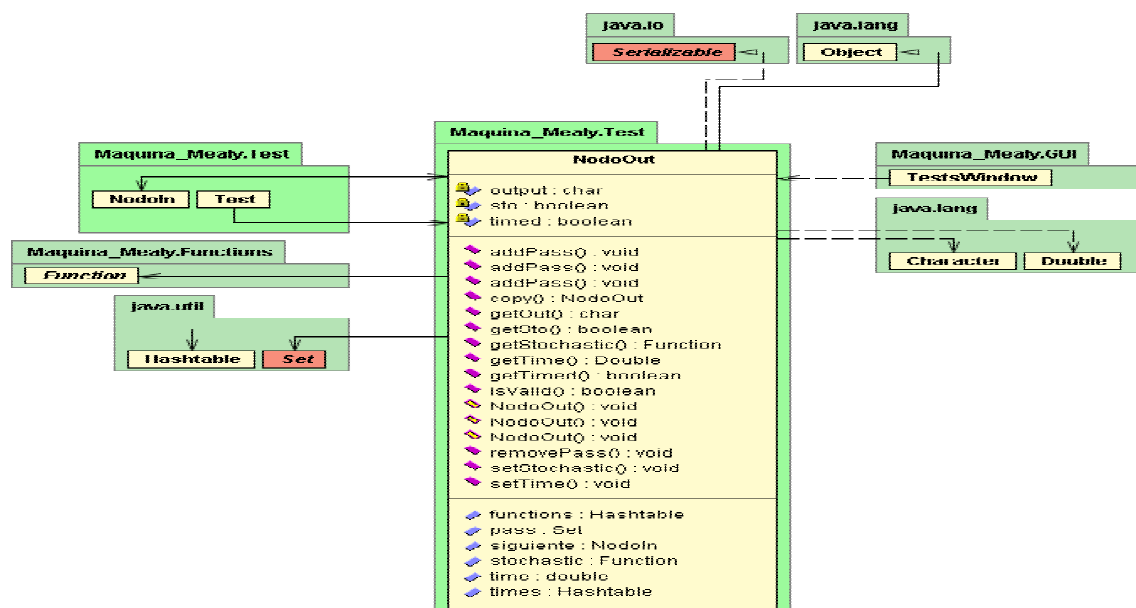 java.io
Serializable
java.lang
Object
Maquina_Mealy.Test
NodoIn
Test
Maquina_Mealy.Functions
Function
java.util
Hashtable
Set
Maquina_Mealy.Test
NodoOut
output : char
sto : boolean
timed : boolean
addPass() : void
addPass() : void
addPass() : void
copy() : NodoOut
getOut() : char
getSto() : boolean
getStochastic() : Function
getTime() : Double
getTimed() : boolean
isValid() : boolean
NodoOut() : void
NodoOut() : void
NodoOut() : void
removePass() : void
setStochastic() : void
setTime() : void
functions : Hashtable
pass : Set
siguiente : NodoIn
stochastic : Function
time : double
times : Hashtable
Maquina_Mealy.GUI
TestsWindow
java.lang
Character
Double